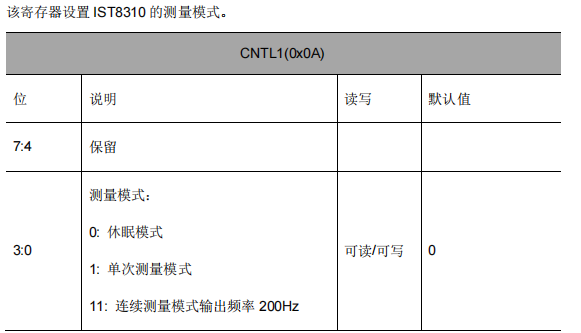 该寄存器设置 IST8310 的测量模式。
CNTL1(0x0A)
位 说明 读写 默认值
7:4 保留
测量模式：
0: 休眠模式
1: 单次测量模式
3:0 可读/可写 0
11: 连续测量模式输出频率 200Hz